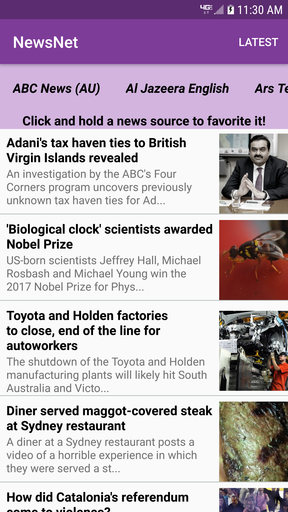 11:30 AM
NewsNet
LATEST
ABC News (AU) Al Jazeera English Ars Te
Click and hold a news source to favorite it!
Adani's tax haven ties to British
Virgin Islands revealed
An investigation by the ABC's Four
Corners program uncovers previously
unknown tax haven ties for Ad...
'Biological clock' scientists awarded
Nobel Prize
US-born scientists Jeffrey Hall, Michael
Rosbash and Michael Young win the
2017 Nobel Prize for Phys...
Toyota and Holden factories
to close, end of the line for
autoworkers
The shutdown of the Toyota and Holden
manufacturing plants will likely hit South
Australia and Victo...
Diner served maggot-covered steak
at Sydney restaurant
A diner at a Sydney restaurant posts a
video of a horrible experience in which
they were served a st...
How did Catalonia's referendum
come to violence?